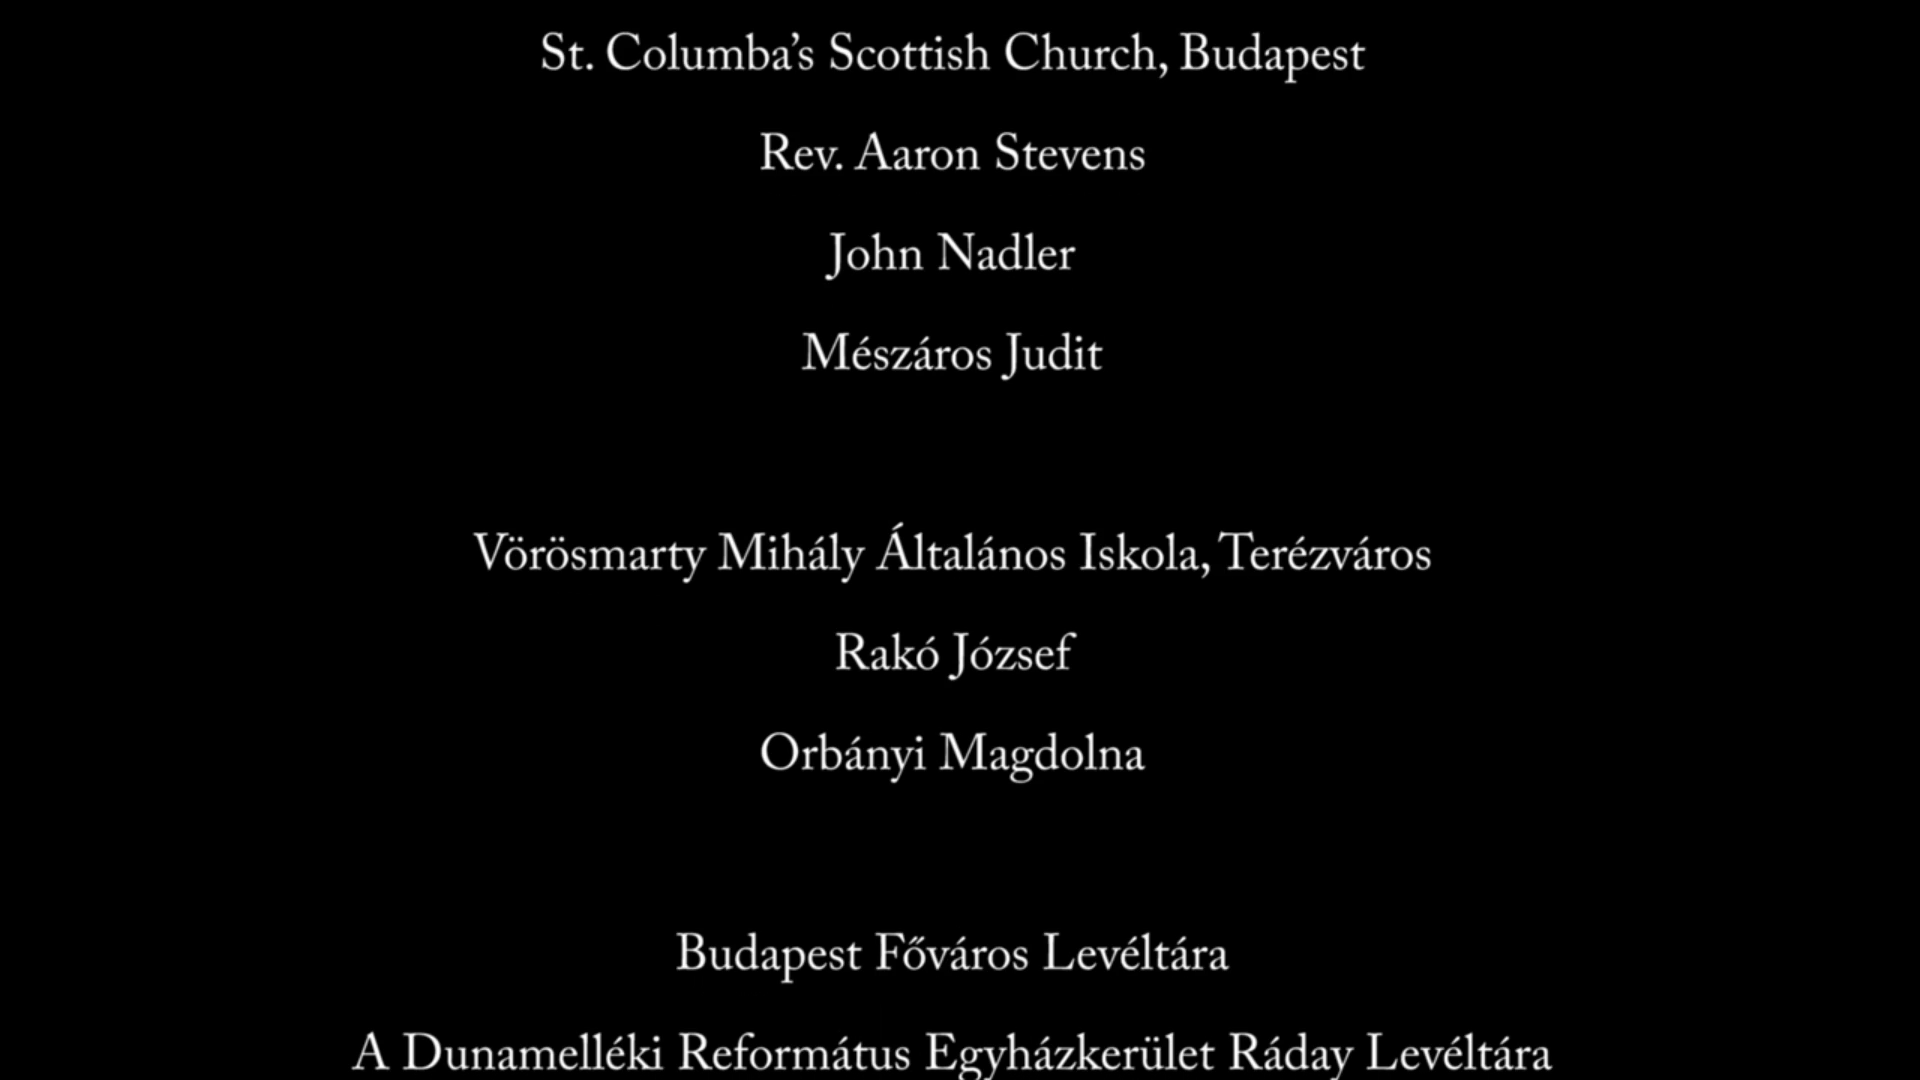 St. Columba’s Scottish Church, Budapest
Rev. Aaron Stevens
John Nadler
Mészáros Judit
Vörösmarty Mihály Általános Iskola, Terézváros
Rakó József
Orbányi Magdolna
Budapest Főváros Levéltára
A Dunamelléki Református Egyházkerület Ráday Levéltára